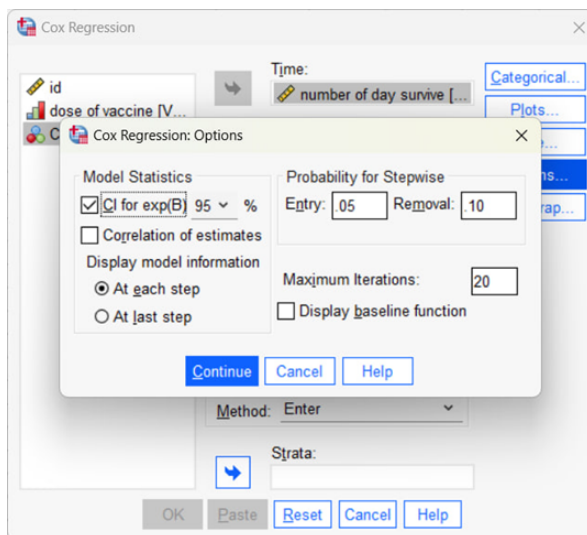 Cox Regression
id
dose of vaccine [V...
C
Time:
number of day survive [...
Categorical...
Plots...
Cox Regression: Options
Model Statistics
CI for exp(B) 95 %
Correlation of estimates
Display model information
At each step
At last step
Probability for Stepwise
Entry: .05 Removal: .10
Maximum Iterations: 20
Display baseline function
Continue Cancel Help
Method: Enter
Strata:
OK Paste Reset Cancel Help